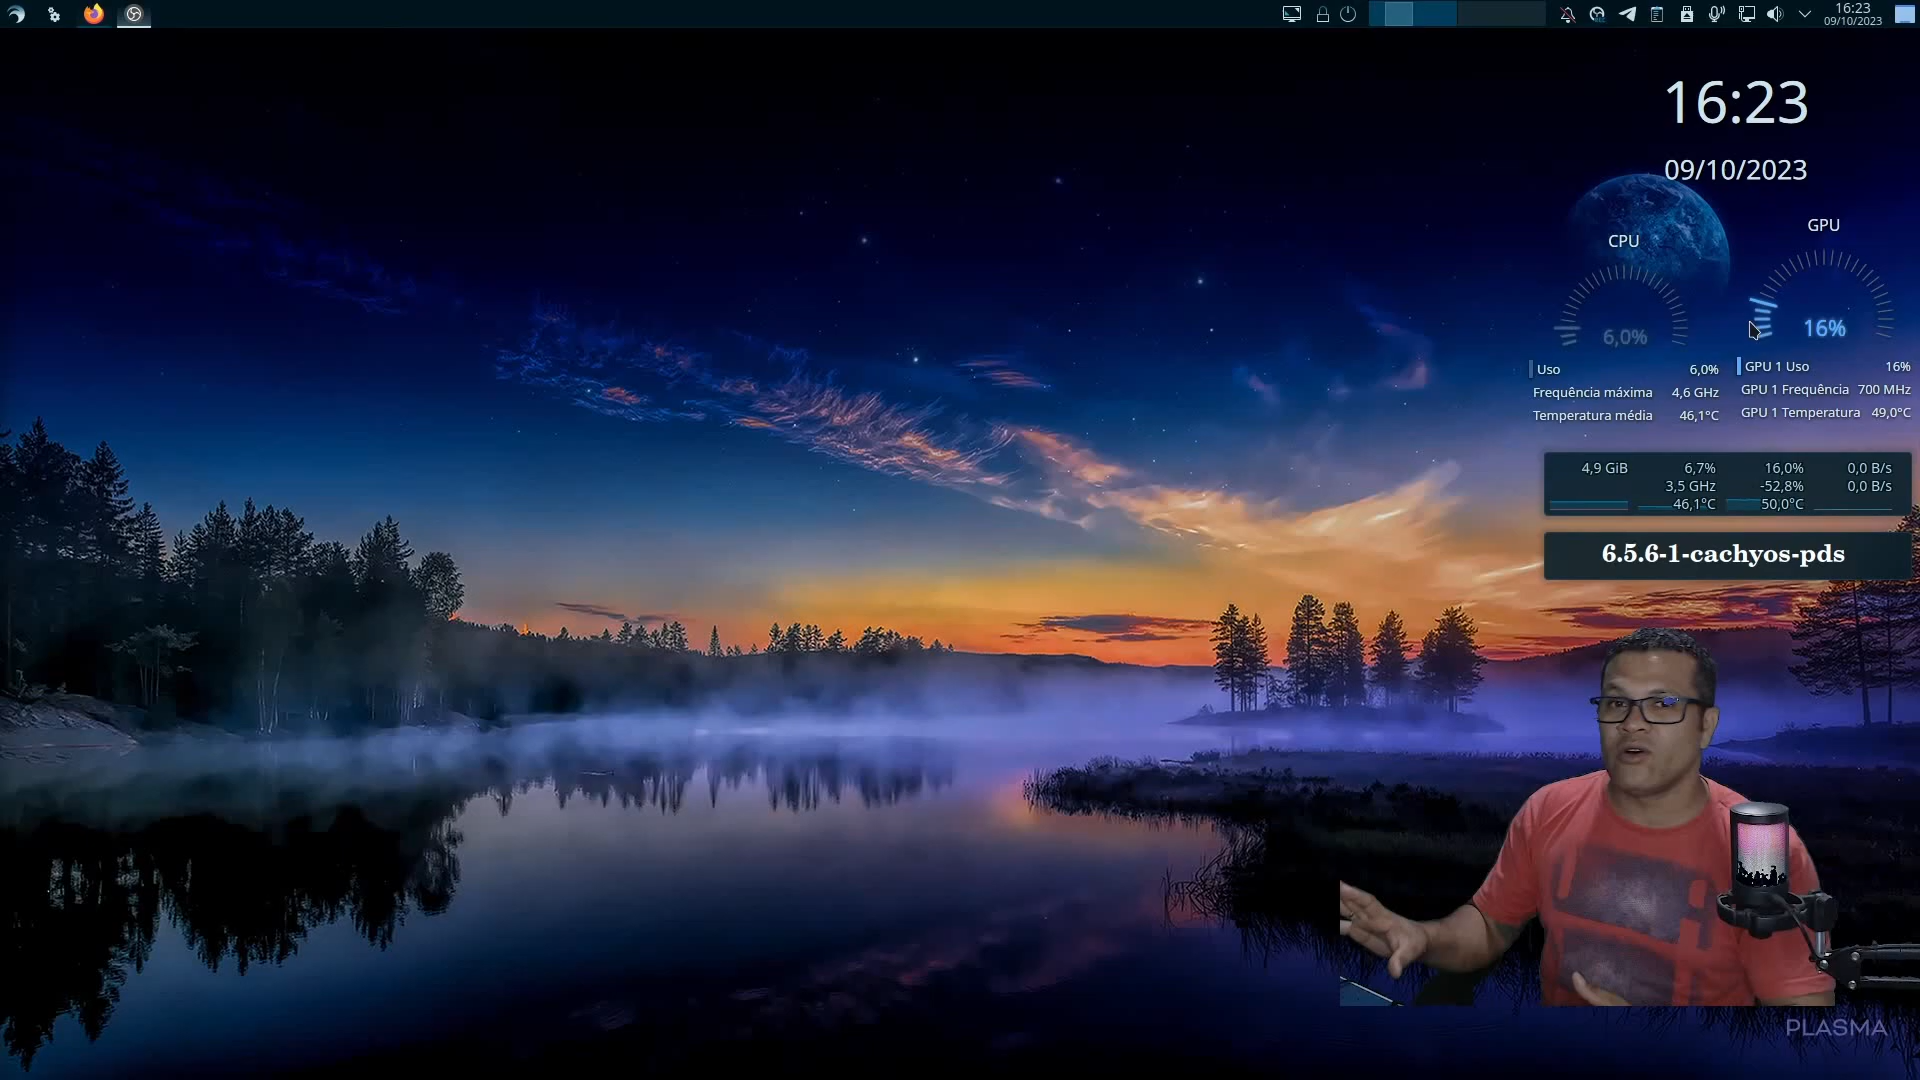 16:23
09/10/2023
16:23
09/10/2023
CPU
6,0%
Uso 6,0%
Frequência máxima 4,6 GHz
Temperatura média 46,1°C
GPU
16%
GPU 1 Uso 16%
GPU 1 Frequência 700 MHz
GPU 1 Temperatura 49,0°C
4,9 GiB 6,7% 16,0% 0,0 B/s
3,5 GHz -52,8% 0,0 B/s
46,1°C 50,0°C
6.5.6-1-cachyos-pds
PLASMA